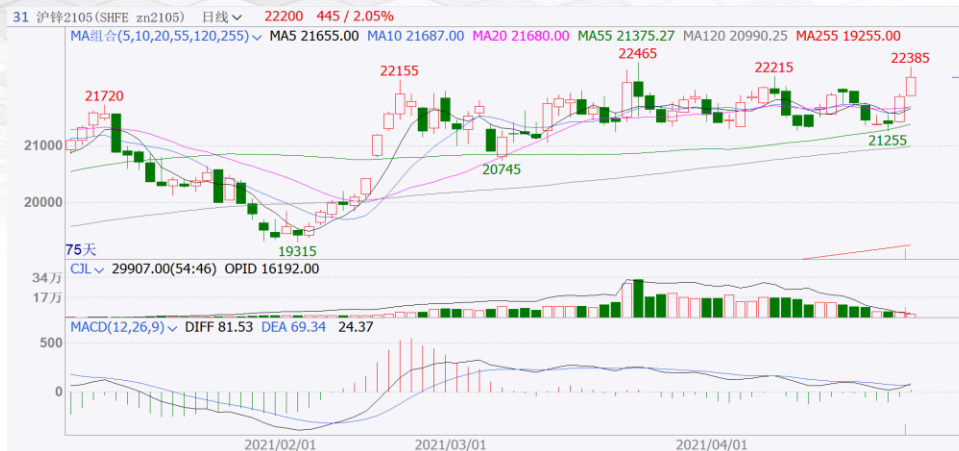 31 沪锌2105(SHFE zn2105) 日线 22200 445 / 2.05%
MA组合(5,10,20,55,120,255) MA5 21655.00 MA10 21687.00 MA20 21680.00 MA55 21375.27 MA120 20990.25 MA255 19255.00
22465
22385
22155
22215
21720
21000
21255
20745
20000
19315
75天
CJL 29907.00(54:46) OPID 16192.00
34万
17万
MACD(12,26,9) DIFF 81.53 DEA 69.34 24.37
500
0
2021/02/01 2021/03/01 2021/04/01